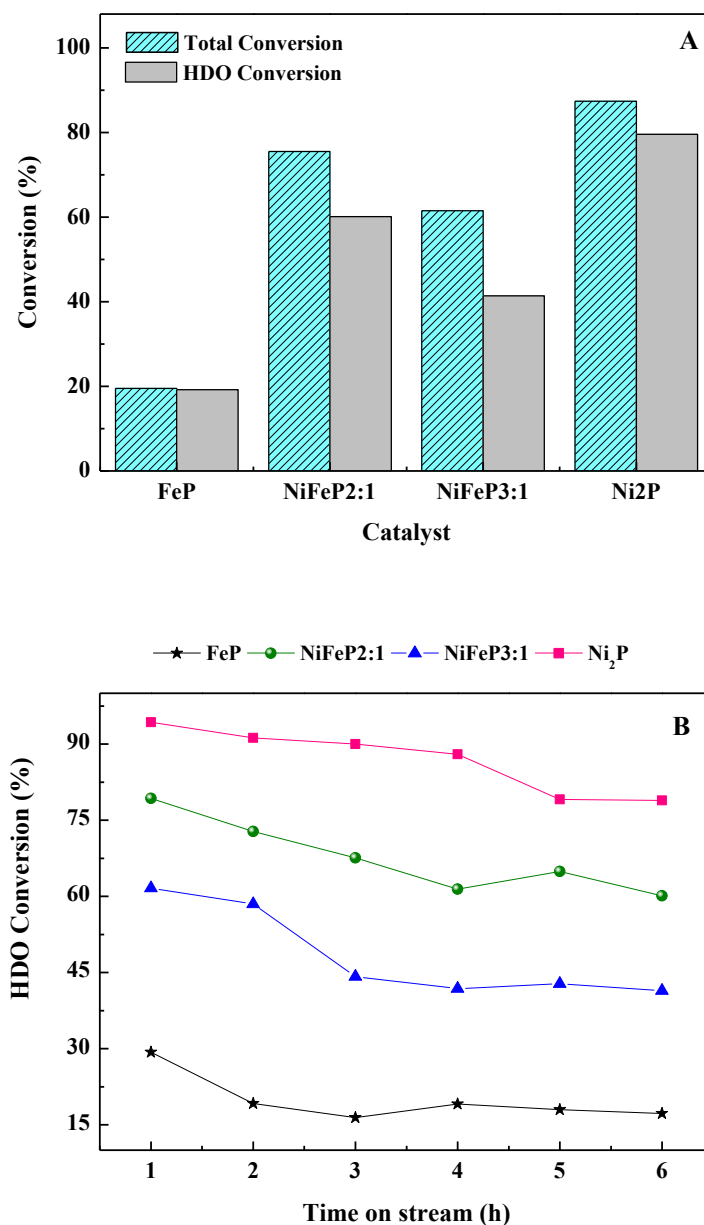 A
Total Conversion
HDO Conversion
100
80
60
40
20
0
Conversion (%)
FeP NiFeP2:1 NiFeP3:1 Ni2P
Catalyst
FeP NiFeP2:1 NiFeP3:1 Ni₂P
B
90
75
60
45
30
15
HDO Conversion (%)
1 2 3 4 5 6
Time on stream (h)